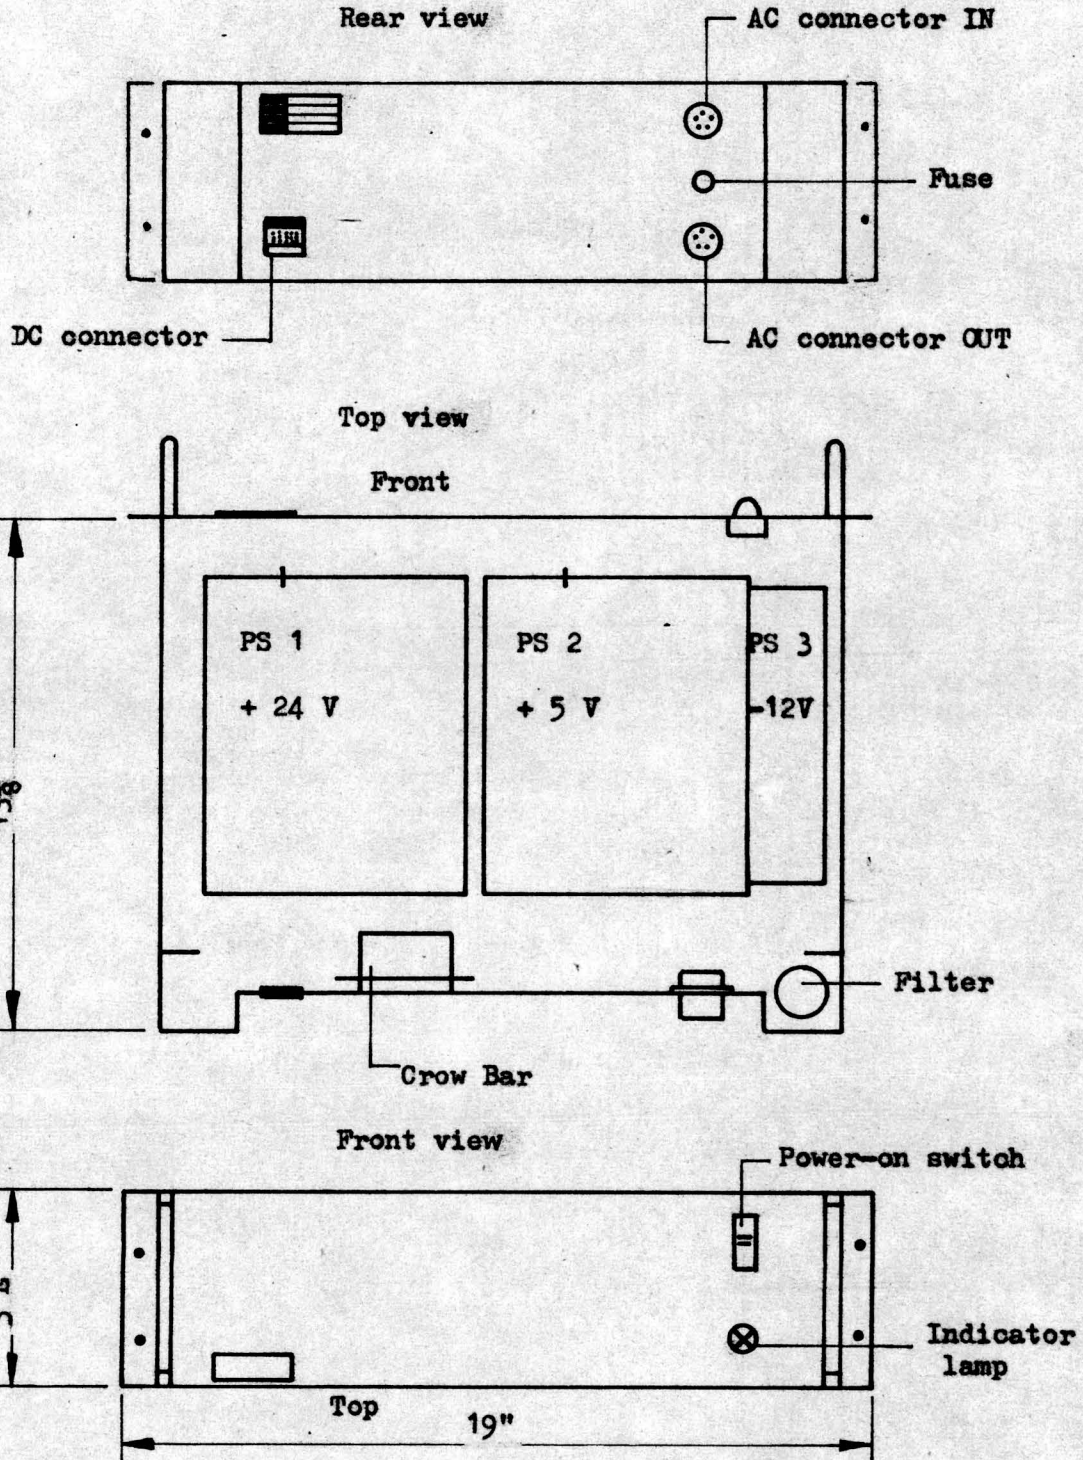 Rear view
AC connector IN
Fuse
DC connector
AC connector OUT
Top view
Front
PS 1
PS 2
PS 3
+ 24 V
+ 5 V
-12V
Filter
Crow Bar
Front view
Power-on switch
Indicator
lamp
Top
19"